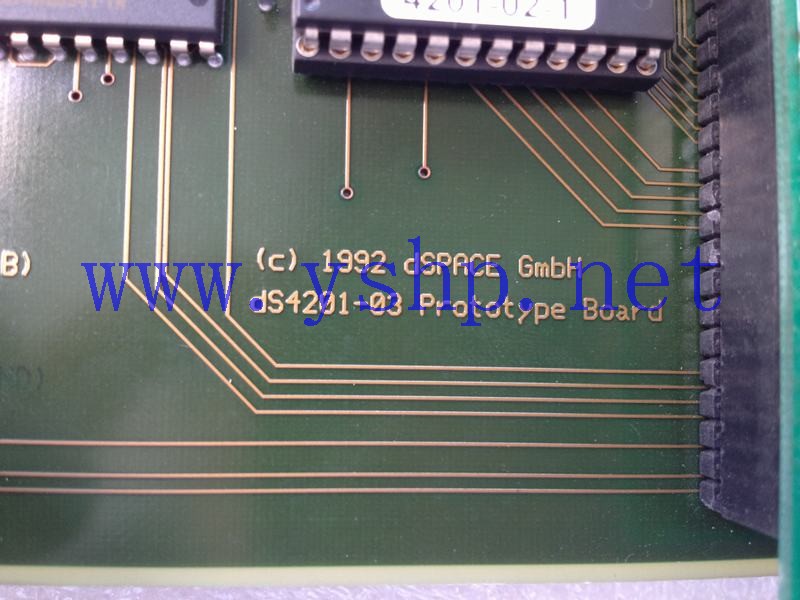 4201-02-1
B)
(c) 1992 dSPACE GmbH
www.yshp.net
dS4201-03 Prototype Board